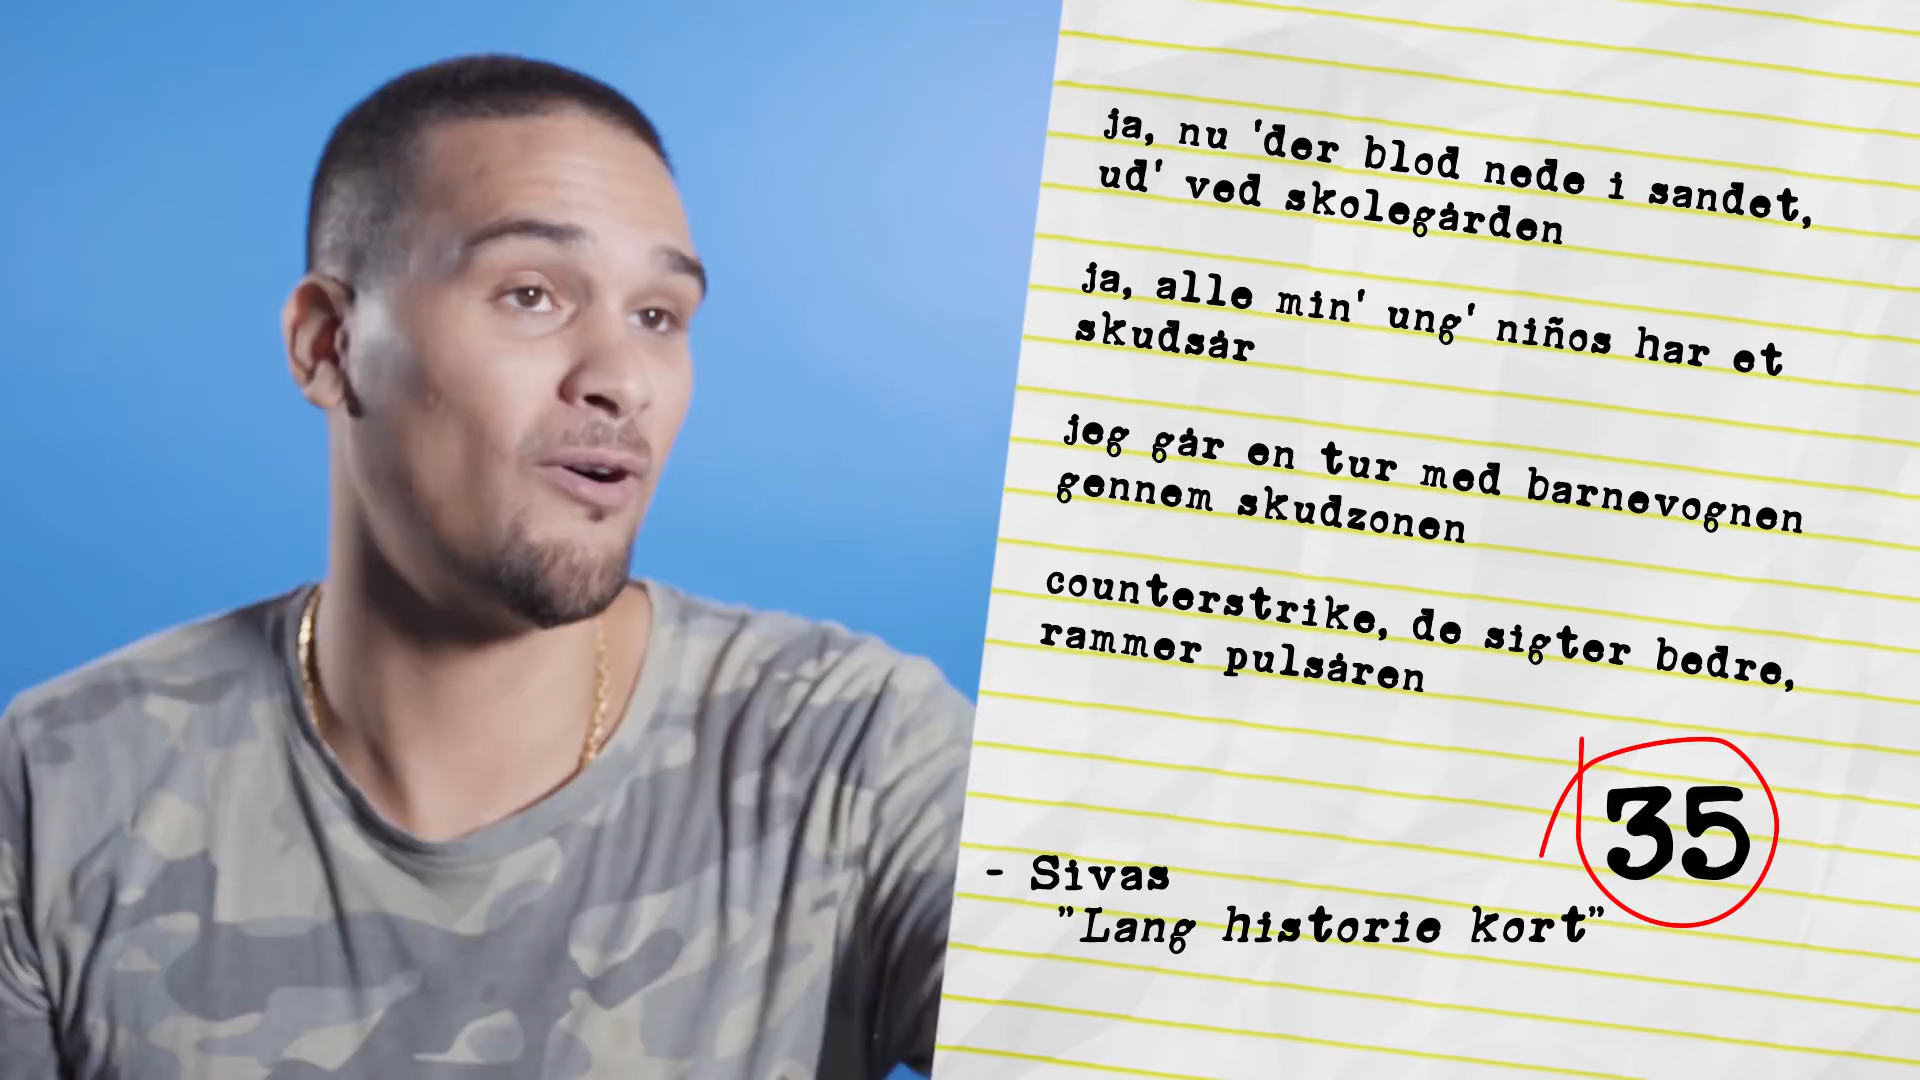 ja, nu 'der blod nede i sandet,
ud' ved skolegården
ja, alle min' ung' niños har et
skudsår
jeg går en tur med barnevognen
gennem skudzonen
counterstrike, de sigter bedre,
rammer pulsåren
35
- Sivas
"Lang historie kort"